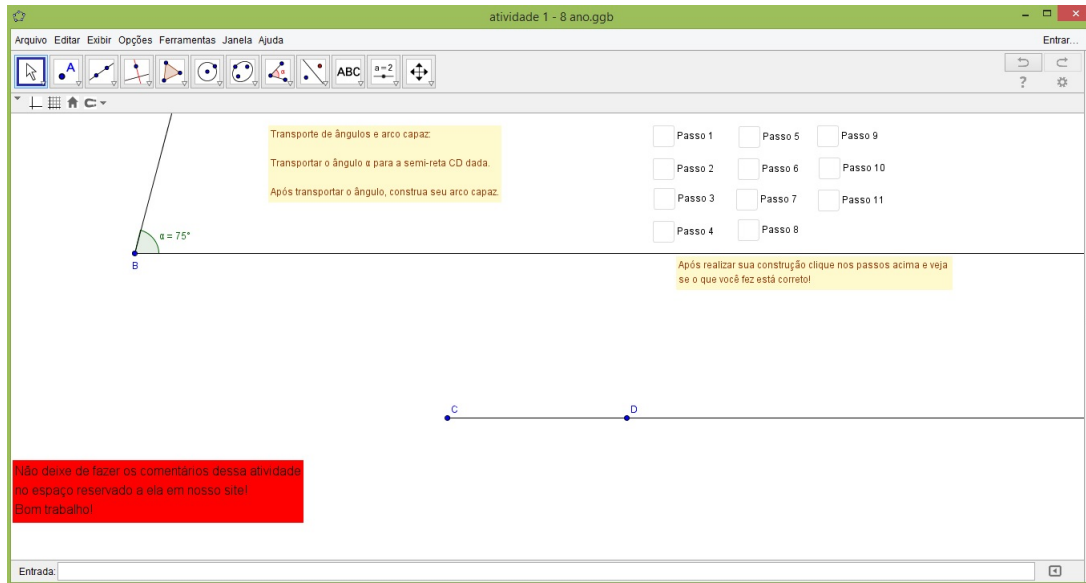 atividade 1 - 8 ano.ggb
Arquivo Editar Exibir Opções Ferramentas Janela Ajuda
Entrar...
ABC
a=2
α
?
Transporte de ângulos e arco capaz:
Transportar o ângulo α para a semi-reta CD dada.
Após transportar o ângulo, construa seu arco capaz.
Passo 1
Passo 5
Passo 9
Passo 2
Passo 6
Passo 10
Passo 3
Passo 7
Passo 11
Passo 4
Passo 8
α = 75°
B
Após realizar sua construção clique nos passos acima e veja
se o que você fez está correto!
C
D
Não deixe de fazer os comentários dessa atividade
no espaço reservado a ela em nosso site!
Bom trabalho!
Entrada: